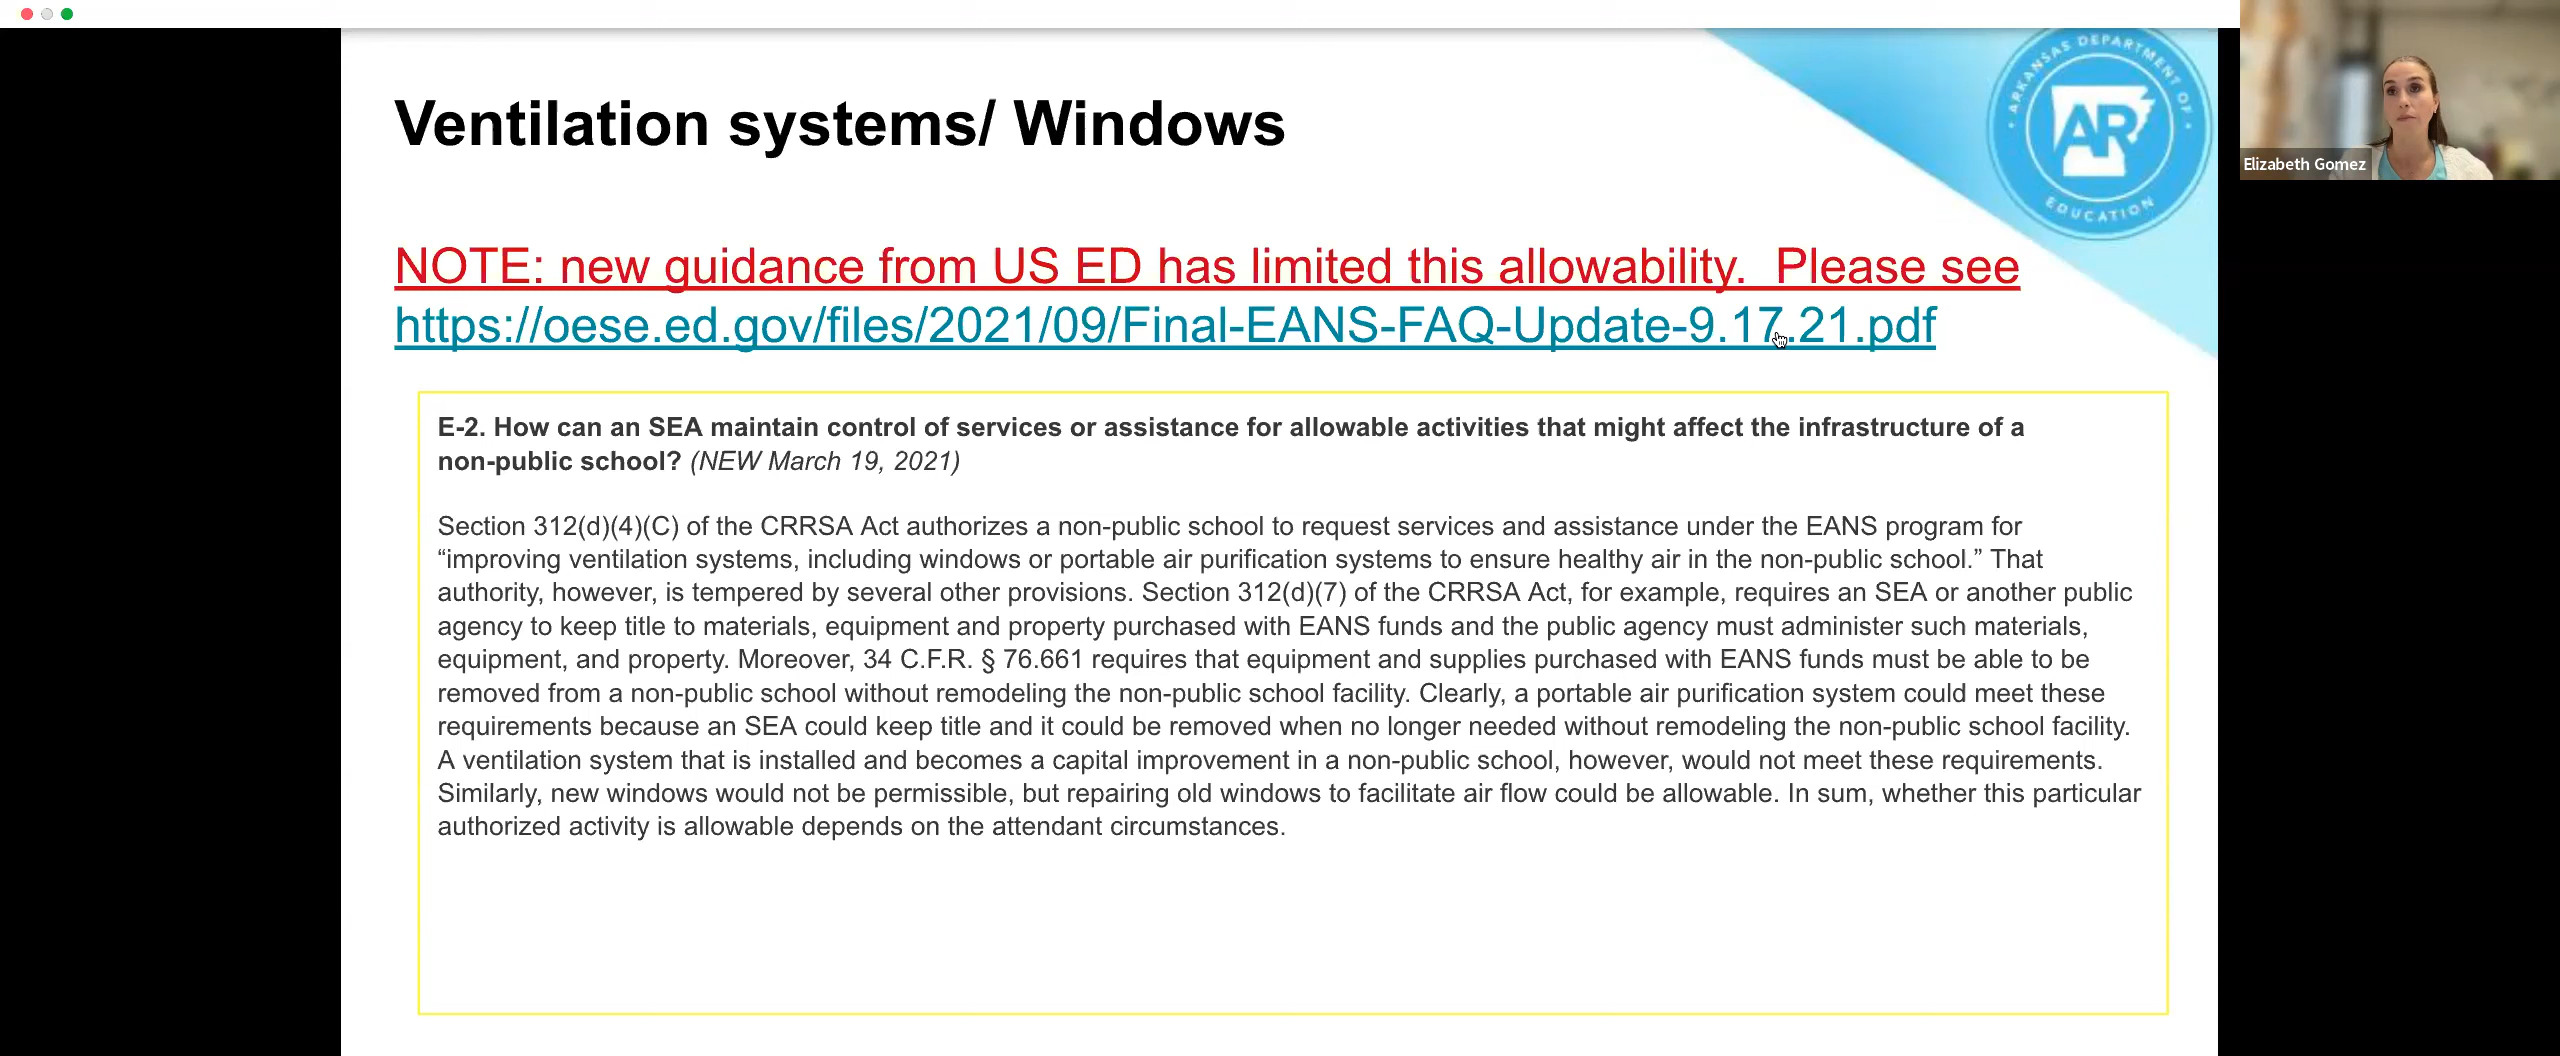 Ventilation systems/ Windows
ARKANSAS DEPARTMENT OF
AR
EDUCATION
Elizabeth Gomez
NOTE: new guidance from US ED has limited this allowability.  Please see
https://oese.ed.gov/files/2021/09/Final-EANS-FAQ-Update-9.17.21.pdf
E-2. How can an SEA maintain control of services or assistance for allowable activities that might affect the infrastructure of a
non-public school? (NEW March 19, 2021)
Section 312(d)(4)(C) of the CRRSA Act authorizes a non-public school to request services and assistance under the EANS program for
“improving ventilation systems, including windows or portable air purification systems to ensure healthy air in the non-public school.” That
authority, however, is tempered by several other provisions. Section 312(d)(7) of the CRRSA Act, for example, requires an SEA or another public
agency to keep title to materials, equipment and property purchased with EANS funds and the public agency must administer such materials,
equipment, and property. Moreover, 34 C.F.R. § 76.661 requires that equipment and supplies purchased with EANS funds must be able to be
removed from a non-public school without remodeling the non-public school facility. Clearly, a portable air purification system could meet these
requirements because an SEA could keep title and it could be removed when no longer needed without remodeling the non-public school facility.
A ventilation system that is installed and becomes a capital improvement in a non-public school, however, would not meet these requirements.
Similarly, new windows would not be permissible, but repairing old windows to facilitate air flow could be allowable. In sum, whether this particular
authorized activity is allowable depends on the attendant circumstances.